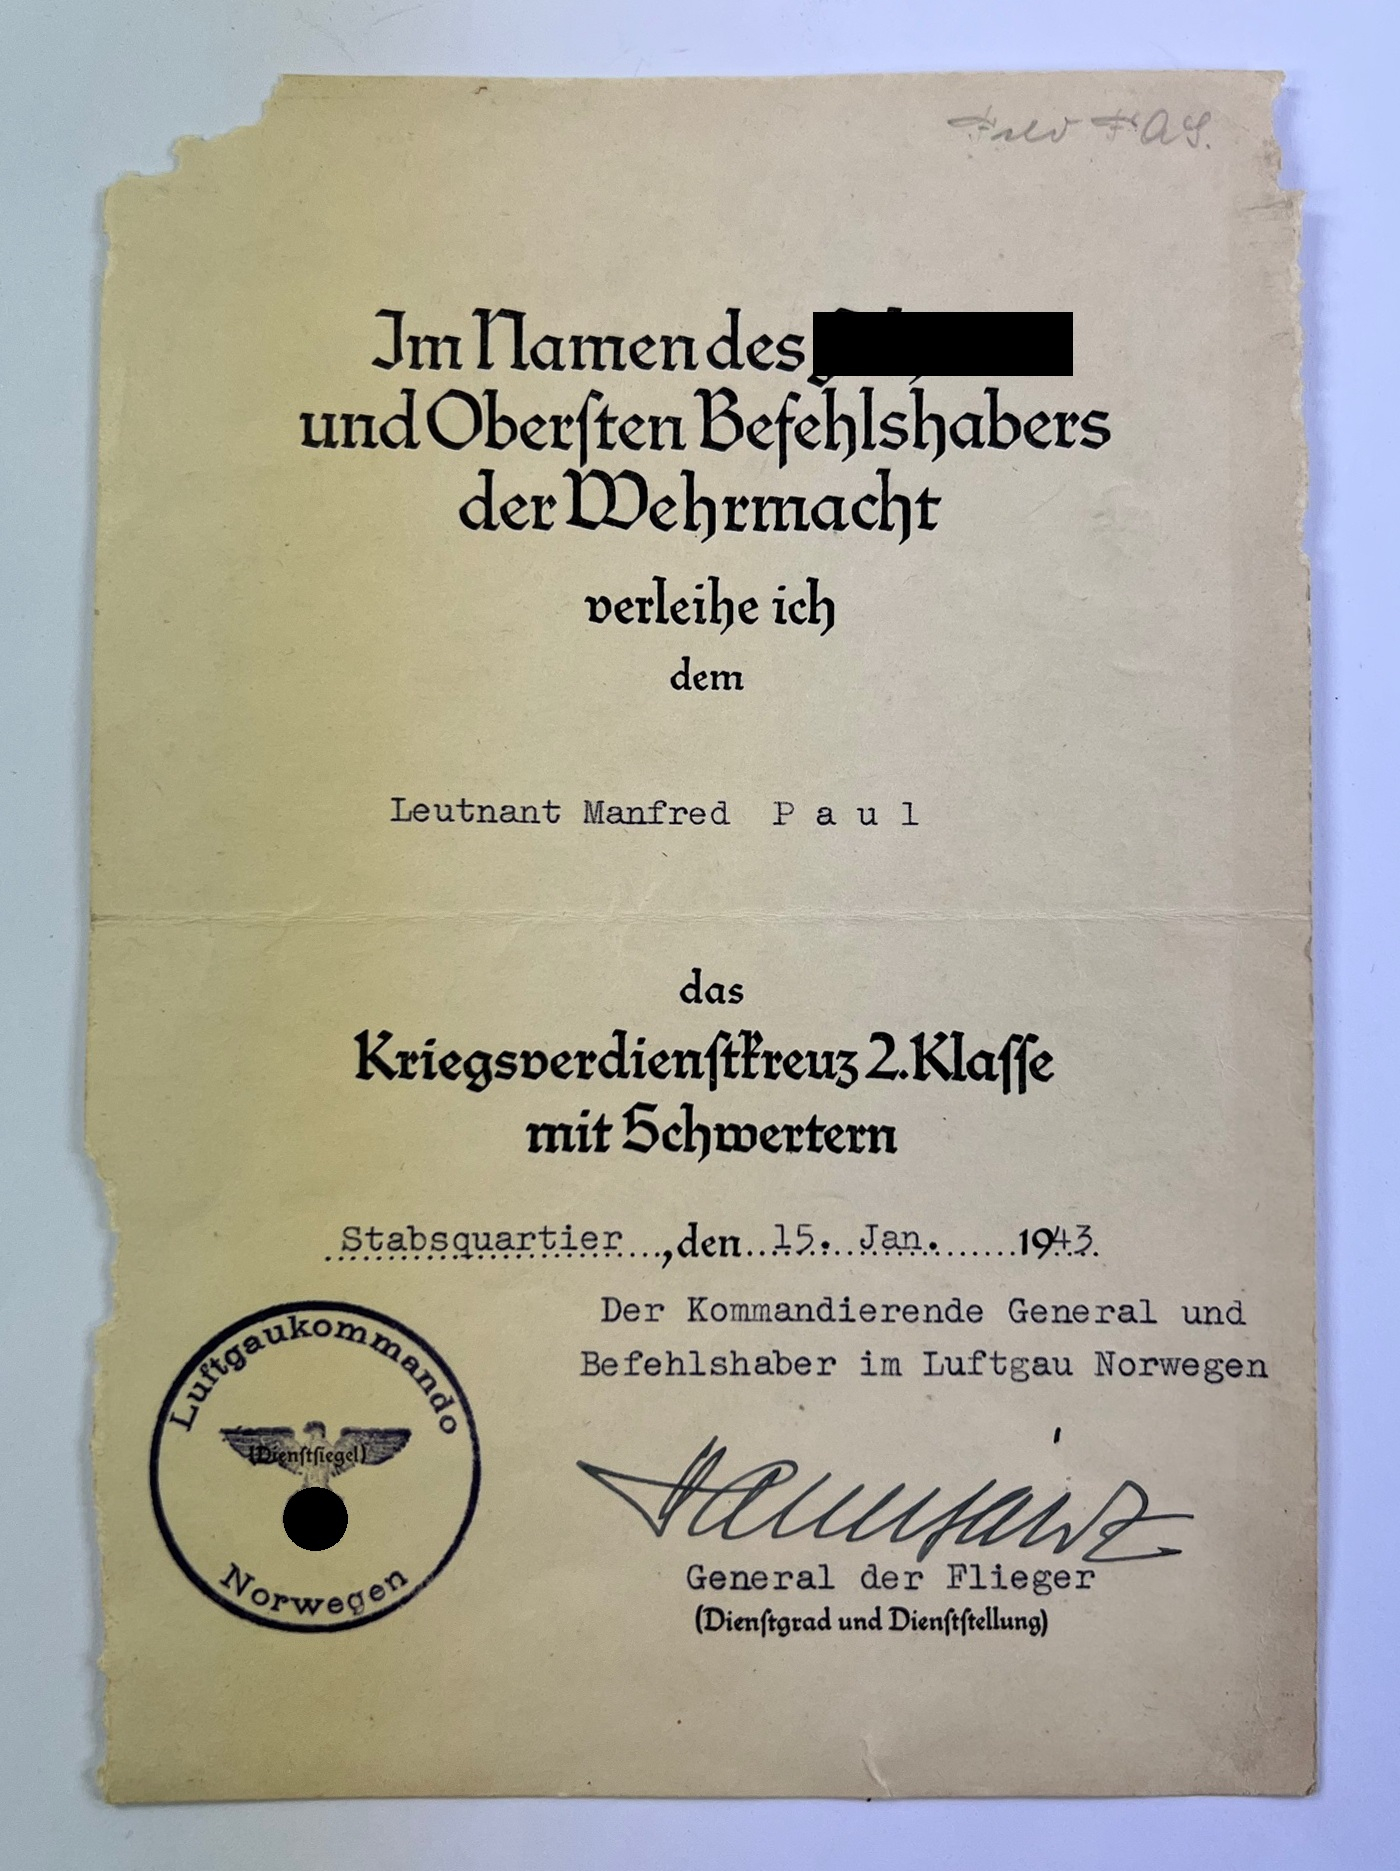 Feld F A S.
Im Namen des
und Oberſten Befehlshabers
der Wehrmacht
verleihe ich
dem
Leutnant Manfred P a u l
das
Kriegsverdienſtkreuz 2. Klaſſe
mit Schwertern
Stabsquartier , den 15. Jan. 1943
Der Kommandierende General und
Befehlshaber im Luftgau Norwegen
Luftgaukommando
(Dienſtſiegel)
Norwegen
General der Flieger
(Dienſtgrad und Dienſtſtellung)